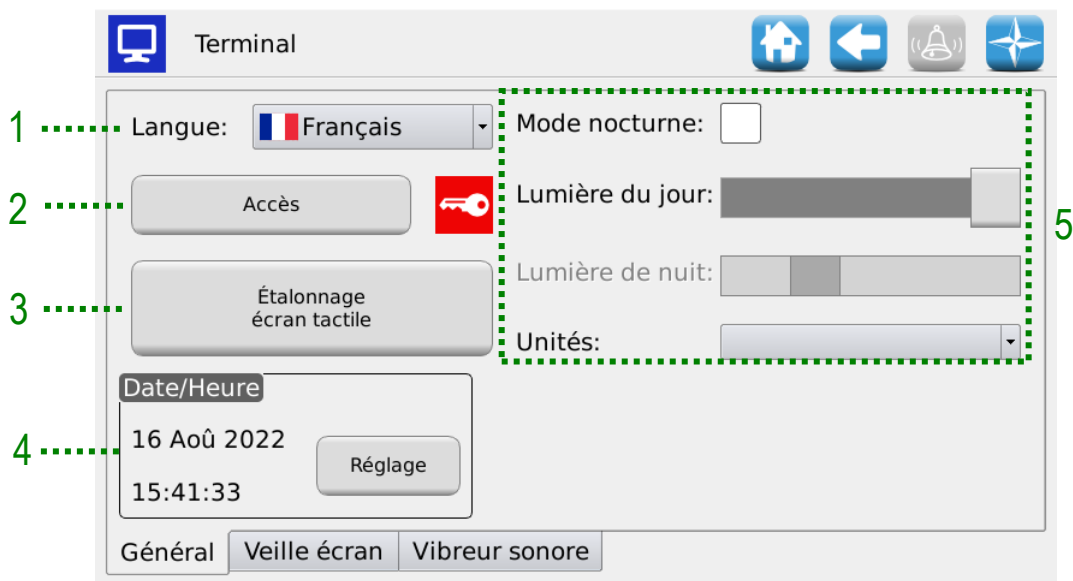 Terminal
1
Langue:
Français
2
Accès
3
Étalonnage
écran tactile
Date/Heure
4
16 Aoû 2022
15:41:33
Réglage
Mode nocturne:
Lumière du jour:
5
Lumière de nuit:
Unités:
Général
Veille écran
Vibreur sonore